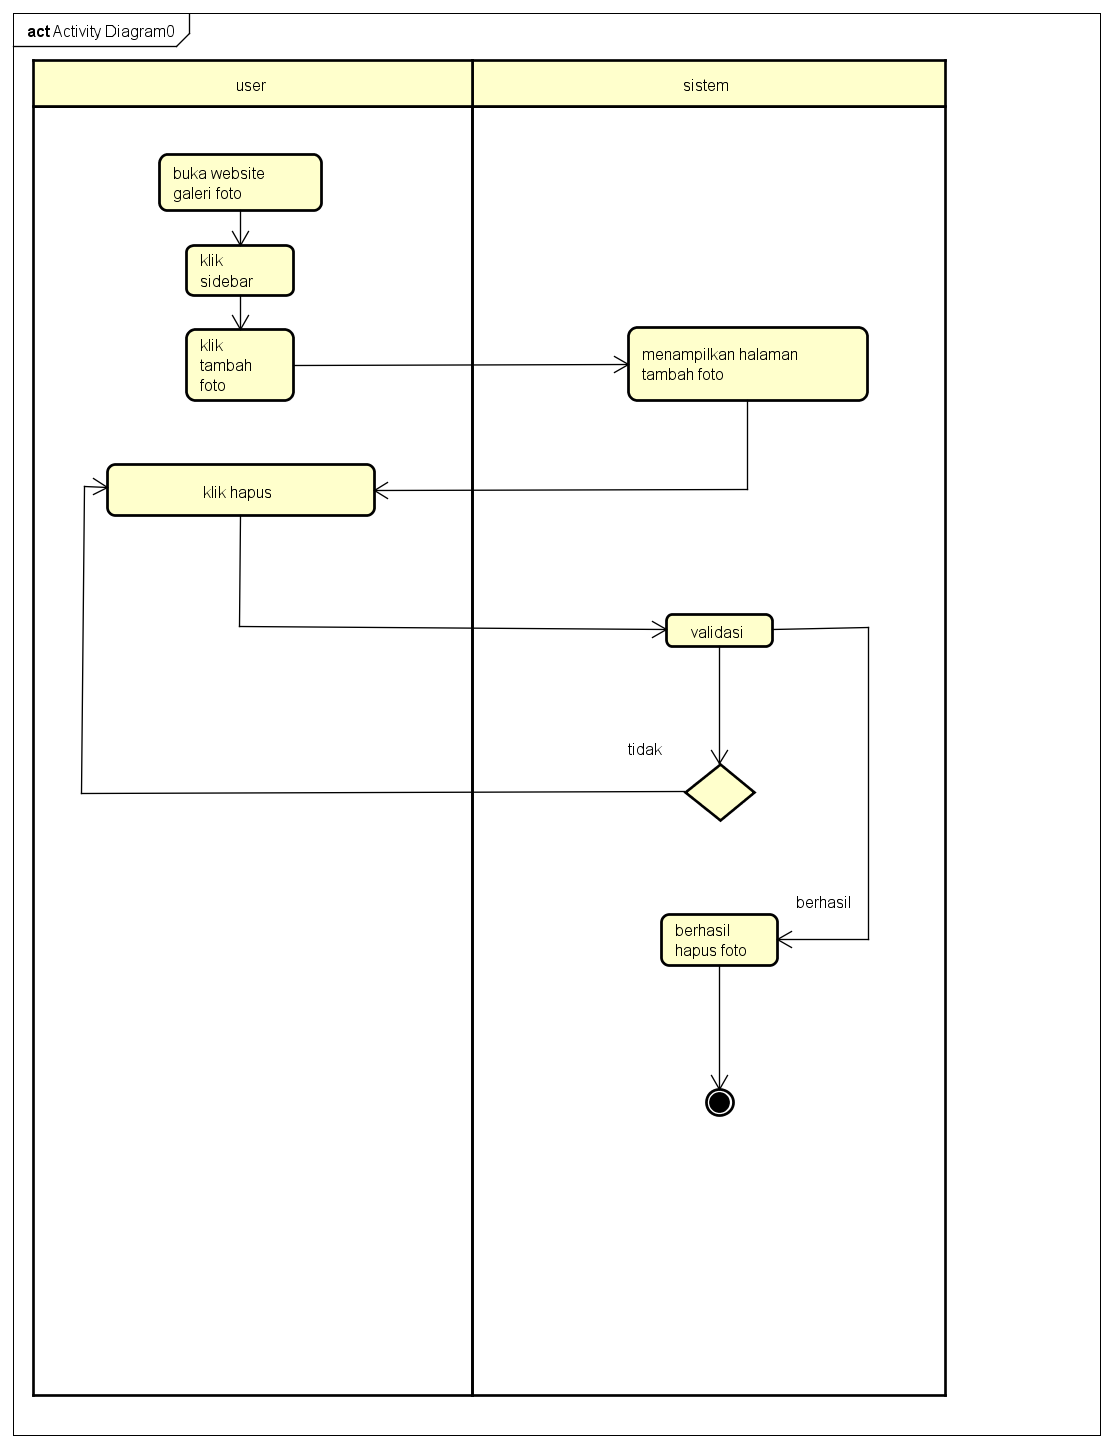 act Activity Diagram0
user
sistem
buka website
galeri foto
klik
sidebar
klik
tambah
foto
menampilkan halaman
tambah foto
klik hapus
validasi
tidak
berhasil
berhasil
hapus foto